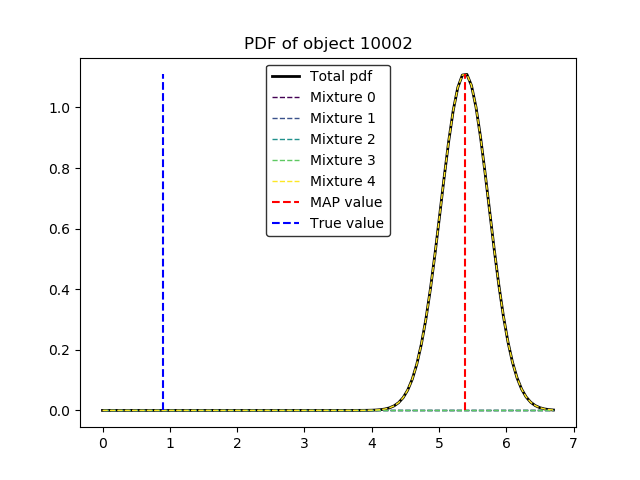 PDF of object 10002
Total pdf
Mixture 0
Mixture 1
Mixture 2
Mixture 3
Mixture 4
MAP value
True value
1.0
0.8
0.6
0.4
0.2
0.0
0 1 2 3 4 5 6 7